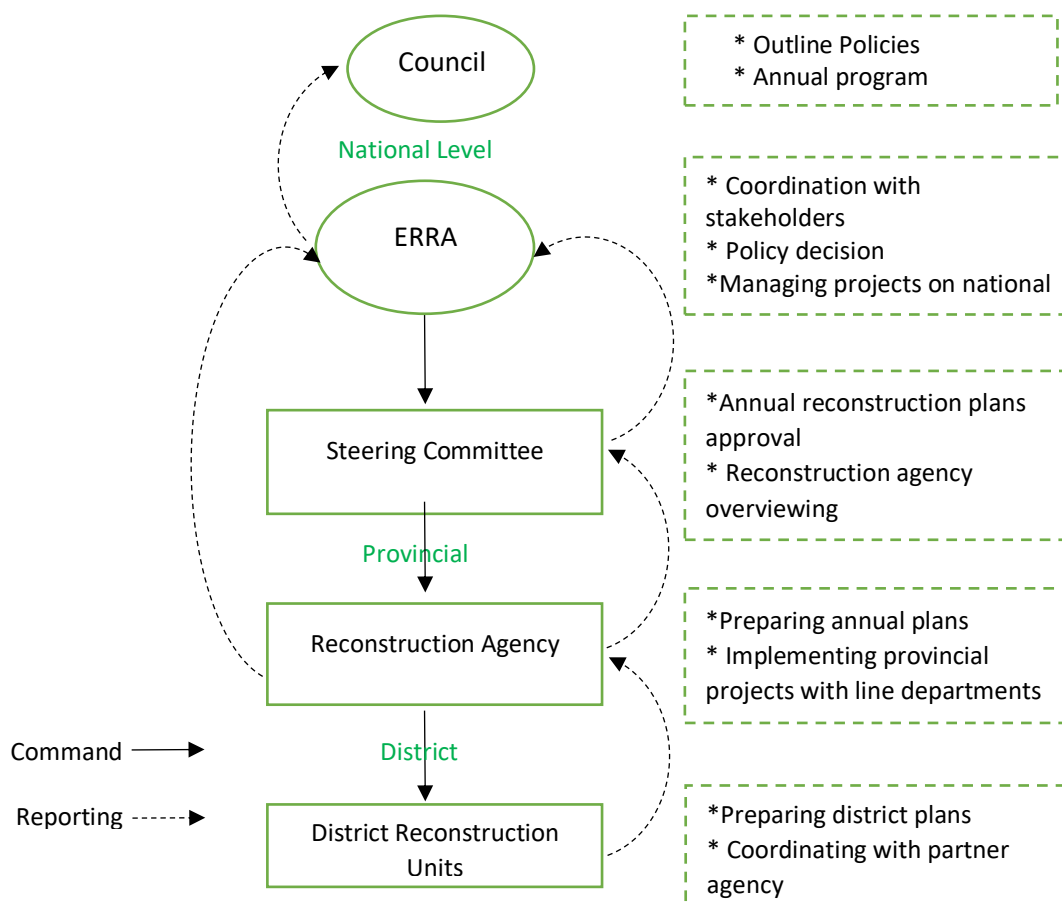 Council
* Outline Policies
* Annual program
National Level
ERRA
* Coordination with
stakeholders
* Policy decision
*Managing projects on national
Steering Committee
*Annual reconstruction plans
approval
* Reconstruction agency
overviewing
Provincial
Reconstruction Agency
*Preparing annual plans
* Implementing provincial
projects with line departments
Command
District
Reporting
District Reconstruction
Units
*Preparing district plans
* Coordinating with partner
agency